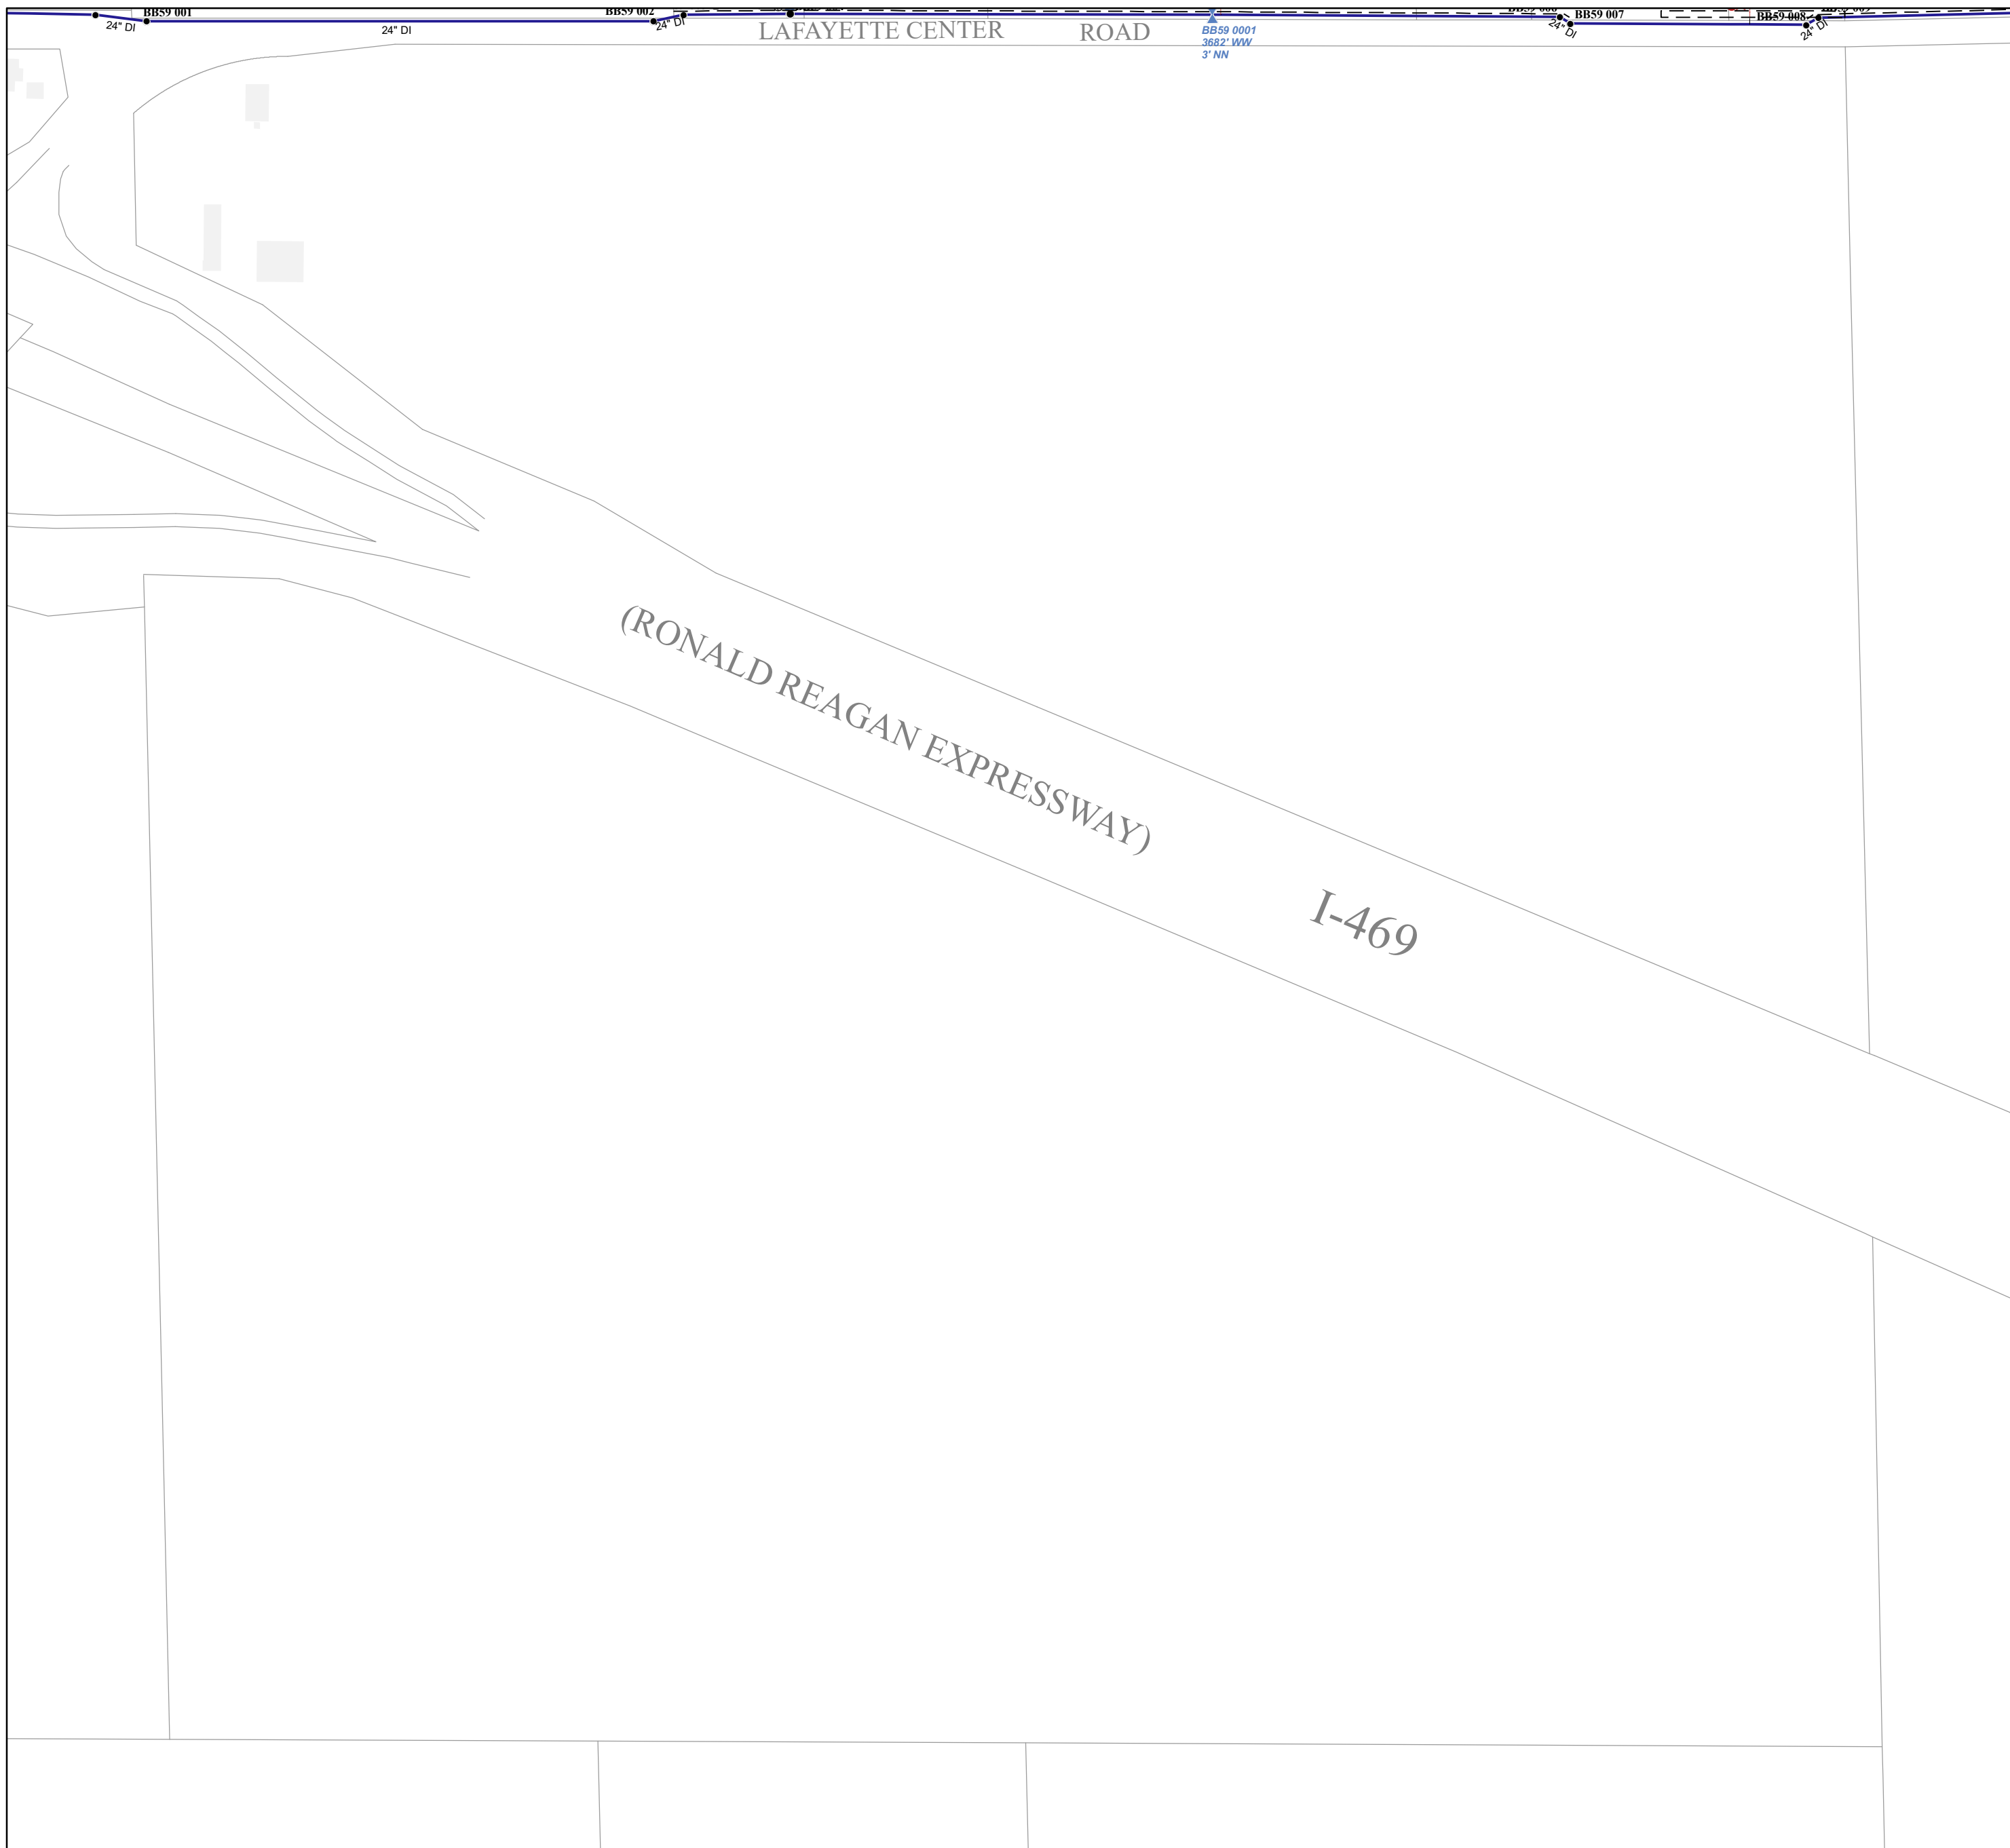 BB59 001
BB59 002
BB59 007
BB59 008
24" DI
24" DI
24" DI
24" DI
24" DI
LAFAYETTE CENTER ROAD
BB59 0001
3682' WW
3' NN
(RONALD REAGAN EXPRESSWAY)
I-469